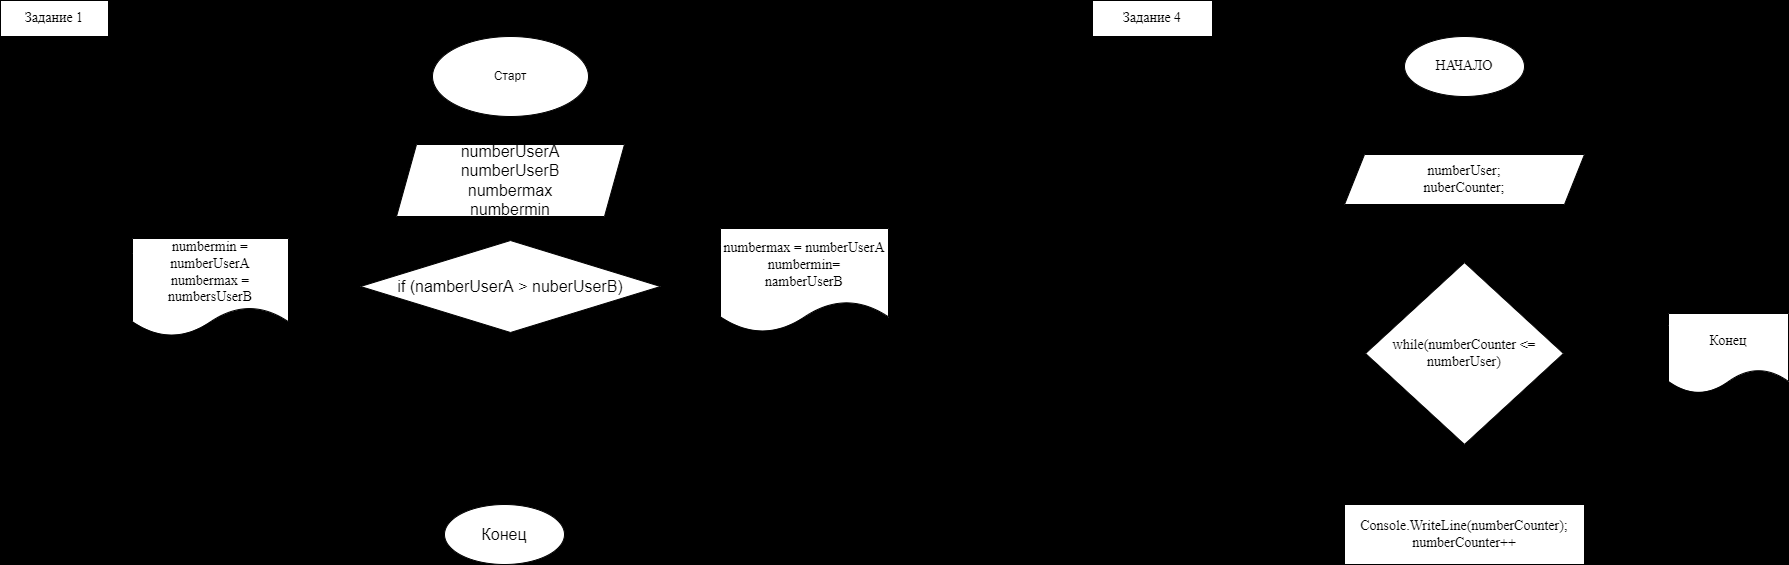 Задание 1
Старт
numberUserA
numberUserB
numbermax
numbermin
numbermin =
numberUserA
numbermax =
numbersUserB
if (namberUserA > nuberUserB)
numbermax = numberUserA
numbermin=
namberUserB
Конец
Задание 4
НАЧАЛО
numberUser;
nuberCounter;
while(numberCounter <=
numberUser)
Конец
Console.WriteLine(numberCounter);
numberCounter++